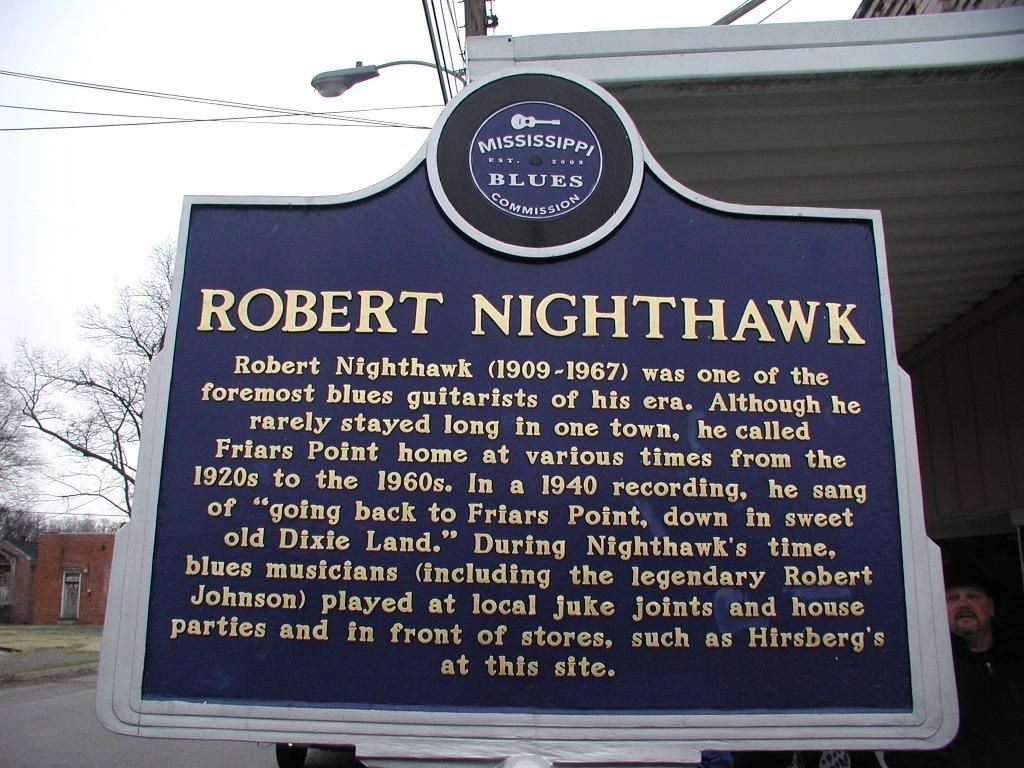 MISSISSIPPI
EST. 2003
BLUES
COMMISSION
ROBERT NIGHTHAWK
Robert Nighthawk (1909-1967) was one of the
foremost blues guitarists of his era. Although he
rarely stayed long in one town, he called
Friars Point home at various times from the
1920s to the 1960s. In a 1940 recording, he sang
of “going back to Friars Point, down in sweet
old Dixie Land.” During Nighthawk's time,
blues musicians (including the legendary Robert
Johnson) played at local juke joints and house
parties and in front of stores, such as Hirsberg's
at this site.